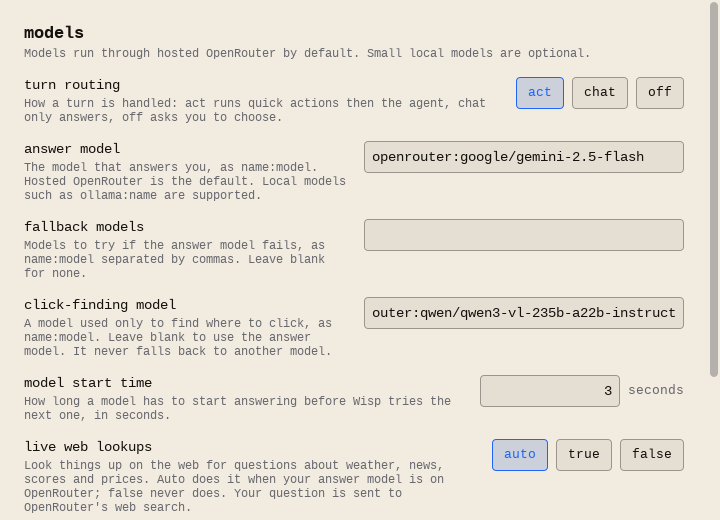 models
Models run through hosted OpenRouter by default. Small local models are optional.
turn routing
How a turn is handled: act runs quick actions then the agent, chat
only answers, off asks you to choose.
act
chat
off
answer model
The model that answers you, as name:model.
Hosted OpenRouter is the default. Local models
such as ollama:name are supported.
openrouter:google/gemini-2.5-flash
fallback models
Models to try if the answer model fails, as
name:model separated by commas. Leave blank
for none.
click-finding model
A model used only to find where to click, as
name:model. Leave blank to use the answer
model. It never falls back to another model.
outer:qwen/qwen3-vl-235b-a22b-instruct
model start time
How long a model has to start answering before Wisp tries the
next one, in seconds.
3
seconds
live web lookups
Look things up on the web for questions about weather, news,
scores and prices. Auto does it when your answer model is on
OpenRouter; false never does. Your question is sent to
OpenRouter's web search.
auto
true
false